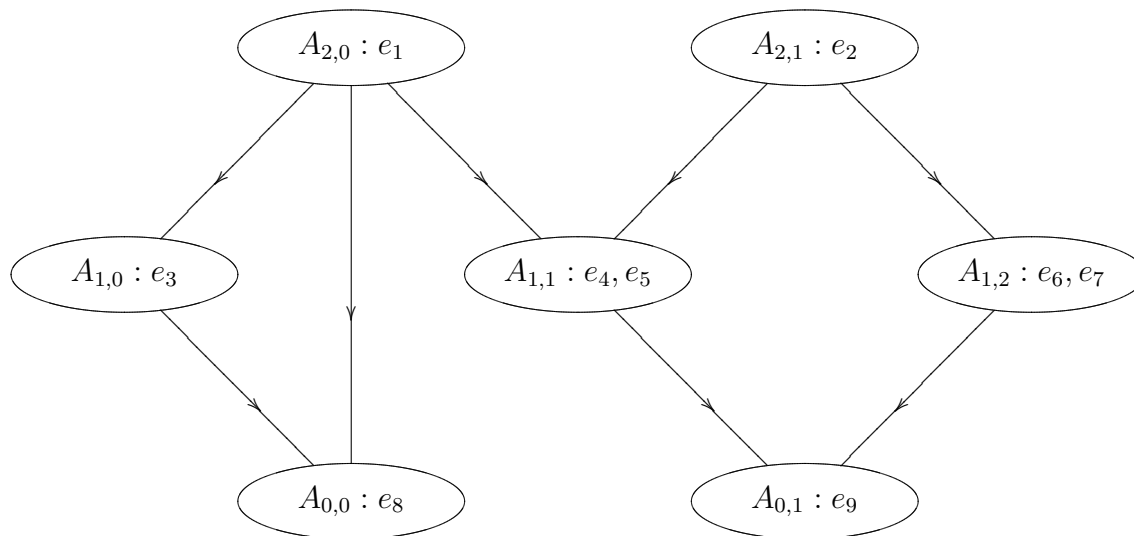 A_{2,0} : e_1
A_{2,1} : e_2
A_{1,0} : e_3
A_{1,1} : e_4, e_5
A_{1,2} : e_6, e_7
A_{0,0} : e_8
A_{0,1} : e_9